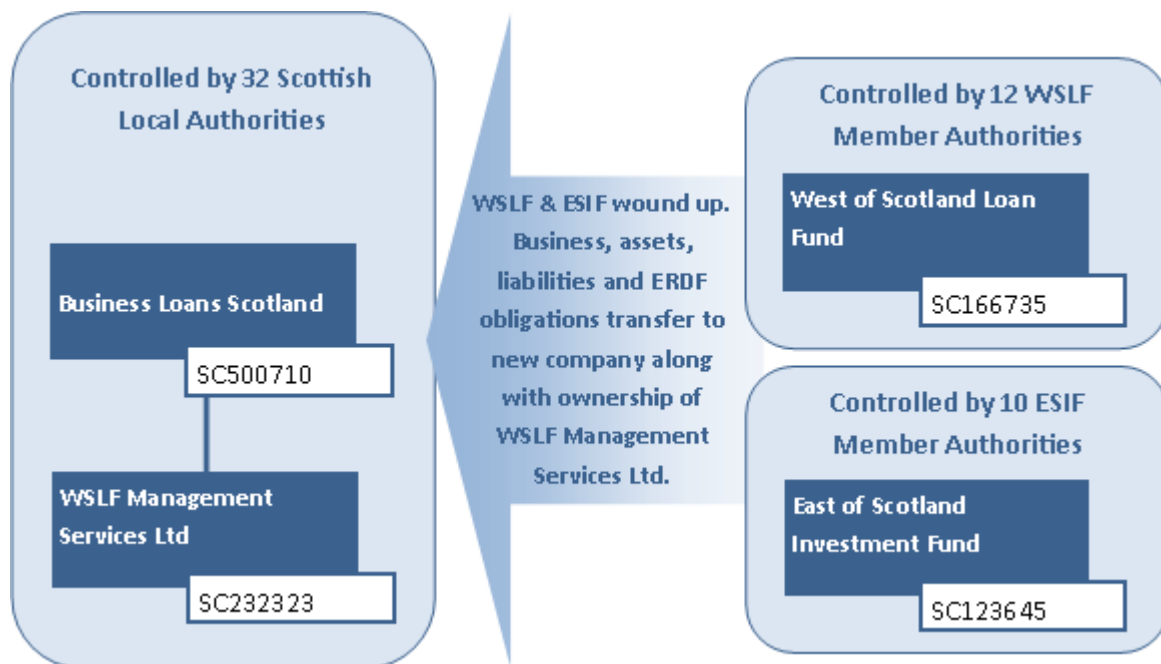 Controlled by 32 Scottish
Local Authorities
Business Loans Scotland
SC500710
WSLF Management
Services Ltd
SC232323
WSLF & ESIF wound up.
Business, assets,
liabilities and ERDF
obligations transfer to
new company along
with ownership of
WSLF Management
Services Ltd.
Controlled by 12 WSLF
Member Authorities
West of Scotland Loan
Fund
SC166735
Controlled by 10 ESIF
Member Authorities
East of Scotland
Investment Fund
SC123645